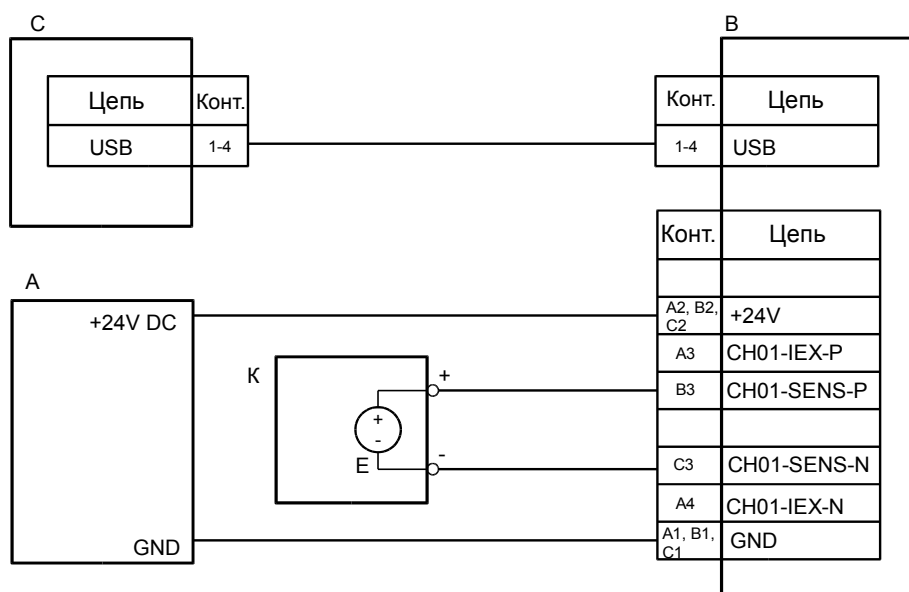 C
B
Цепь Конт.
USB 1-4
Конт. Цепь
1-4 USB
Конт. Цепь
A
+24V DC
GND
A2, B2, C2 +24V
A3 CH01-IEX-P
B3 CH01-SENS-P
C3 CH01-SENS-N
A4 CH01-IEX-N
A1, B1, C1 GND
К
+
-
+
-
E